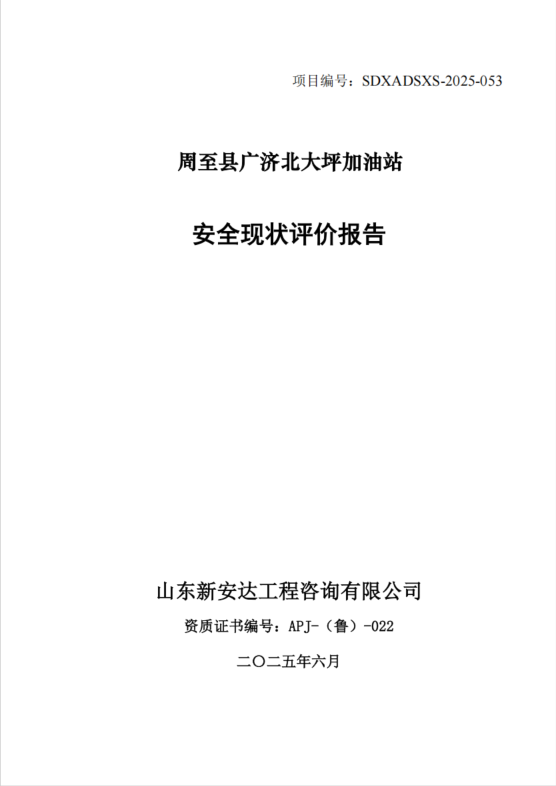 项目编号：SDXADSXS-2025-053
周至县广济北大坪加油站
安全现状评价报告
山东新安达工程咨询有限公司
资质证书编号：APJ-（鲁）-022
二〇二五年六月